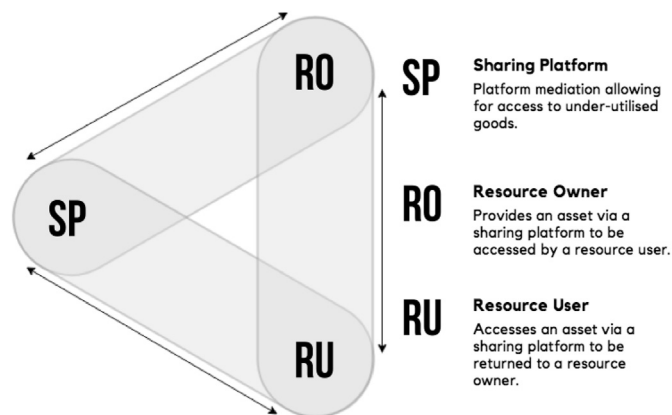 RO
SP
RU
SP
Sharing Platform
Platform mediation allowing
for access to under-utilised
goods.
RO
Resource Owner
Provides an asset via a
sharing platform to be
accessed by a resource user.
RU
Resource User
Accesses an asset via a
sharing platform to be
returned to a resource
owner.